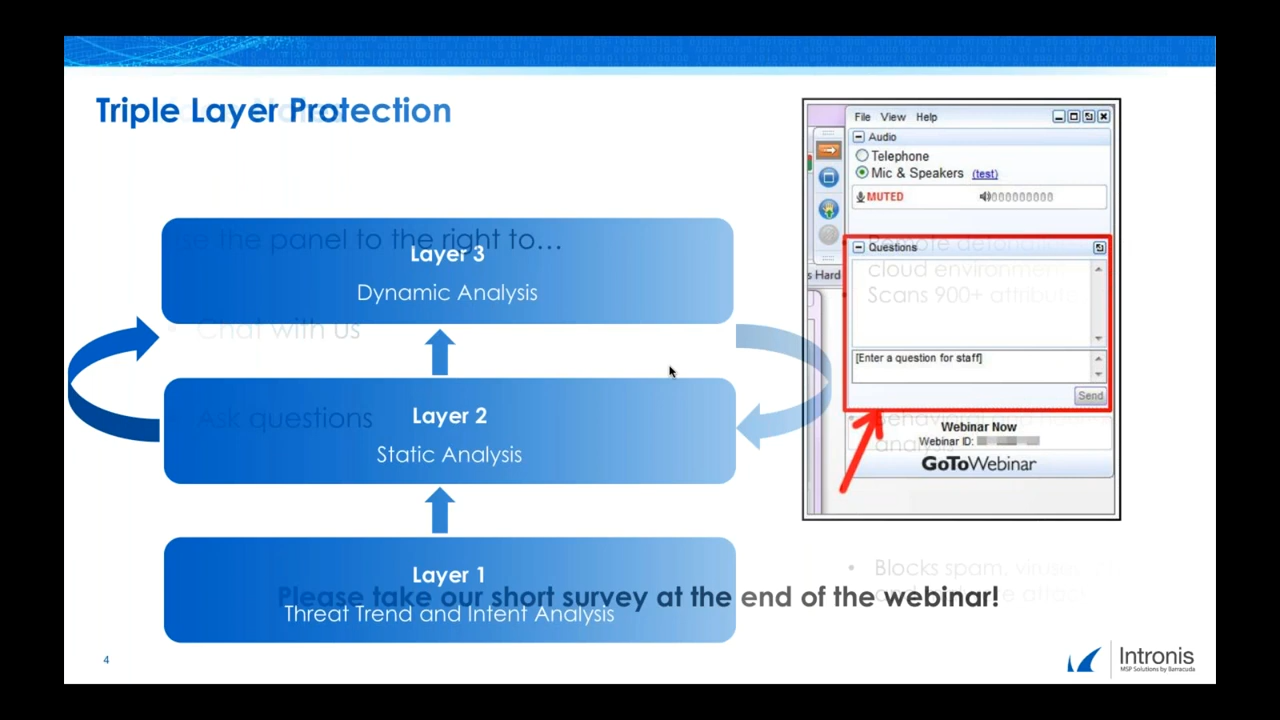 Triple Layer Protection
the panel to the right to…
Layer 3
Dynamic Analysis
Chat with us
Ask questions
Layer 2
Static Analysis
Layer 1
Threat Trend and Intent Analysis
Please take our short survey at the end of the webinar!
File View Help
Audio
Telephone
Mic & Speakers (test)
MUTED
Questions
cloud environment
Scans 900+
s Hard
[Enter a question for staff]
Send
analysis
Webinar Now
Webinar ID:
GoToWebinar
Blocks spam,
4
Intronis
MSP Solutions by Barracuda